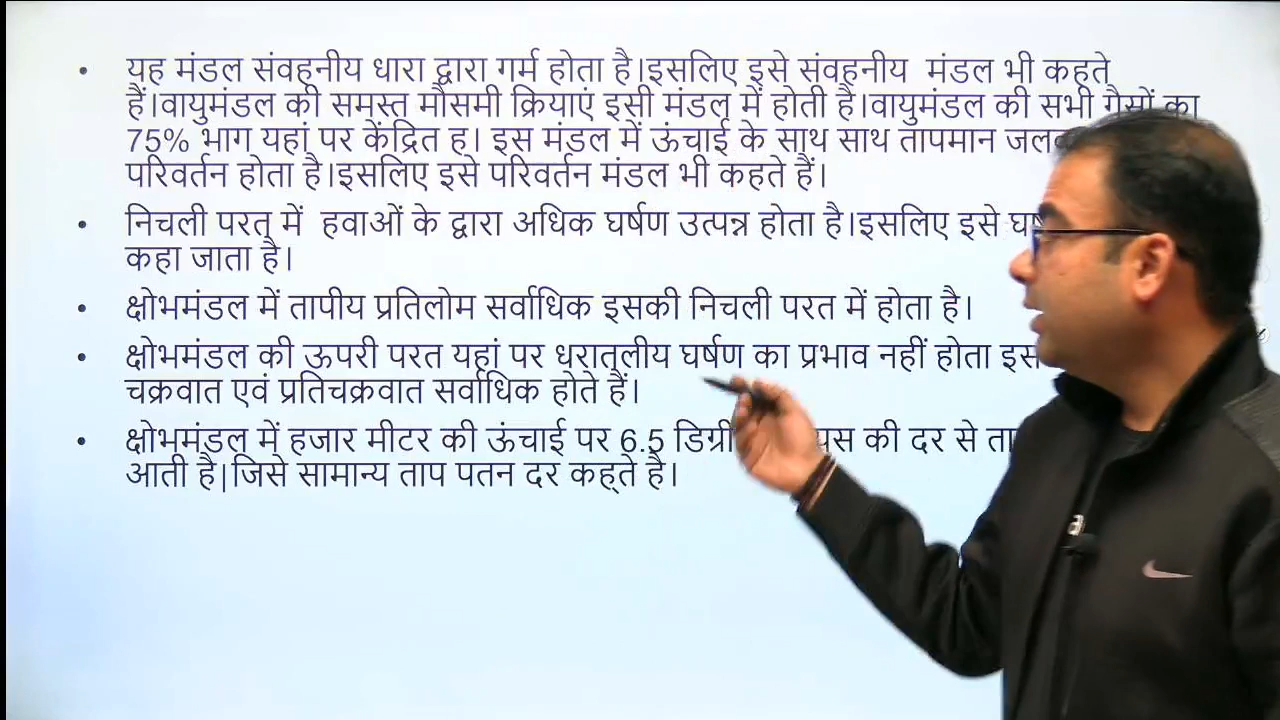 • यह मंडल संवहनीय धारा द्वारा गर्म होता है।इसलिए इसे संवहनीय मंडल भी कहते
हैं।वायुमंडल की समस्त मौसमी क्रियाएं इसी मंडल में होती है।वायुमंडल की सभी गैसों का
75% भाग यहां पर केंद्रित ह। इस मंडल में ऊंचाई के साथ साथ तापमान
परिवर्तन होता है।इसलिए इसे परिवर्तन मंडल भी कहते हैं।
• निचली परत में हवाओं के द्वारा अधिक घर्षण उत्पन्न होता है।इसलिए इसे
कहा जाता है।
• क्षोभमंडल में तापीय प्रतिलोम सर्वाधिक इसकी निचली परत में होता है।
• क्षोभमंडल की ऊपरी परत यहां पर धरातलीय घर्षण का प्रभाव नहीं होता
चक्रवात एवं प्रतिचक्रवात सर्वाधिक होते हैं।
• क्षोभमंडल में हजार मीटर की ऊंचाई पर 6.5 की दर से
आती है|जिसे सामान्य ताप पतन दर कह्ते है।